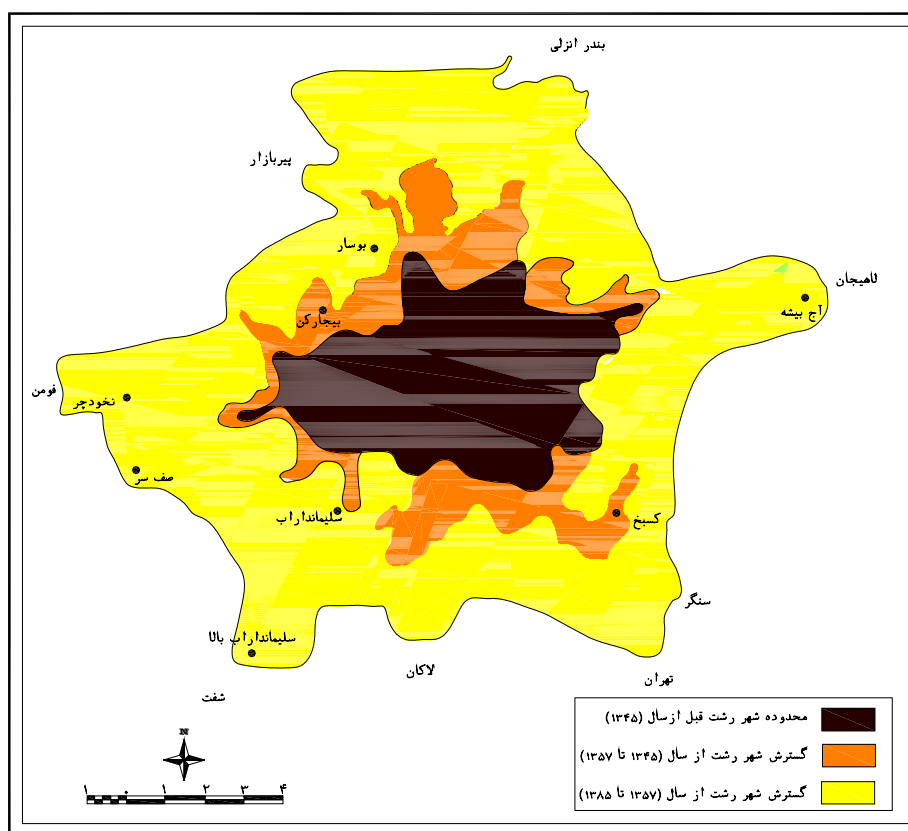 بندر انزلی
پیربازار
بوسار
لاهیجان
آج بیشه
بیجارکن
فومن
نخودچر
صف سر
سلیمانداراب
کسبخ
سنگر
سلیمانداراب بالا
لاکان
تهران
شفت
محدوده شهر رشت قبل از سال (۱۳۴۵)
گسترش شهر رشت از سال (۱۳۴۵ تا ۱۳۵۷)
گسترش شهر رشت از سال (۱۳۵۷ تا ۱۳۸۵)
N
۱ ۰ ۱ ۲ ۳ ۴